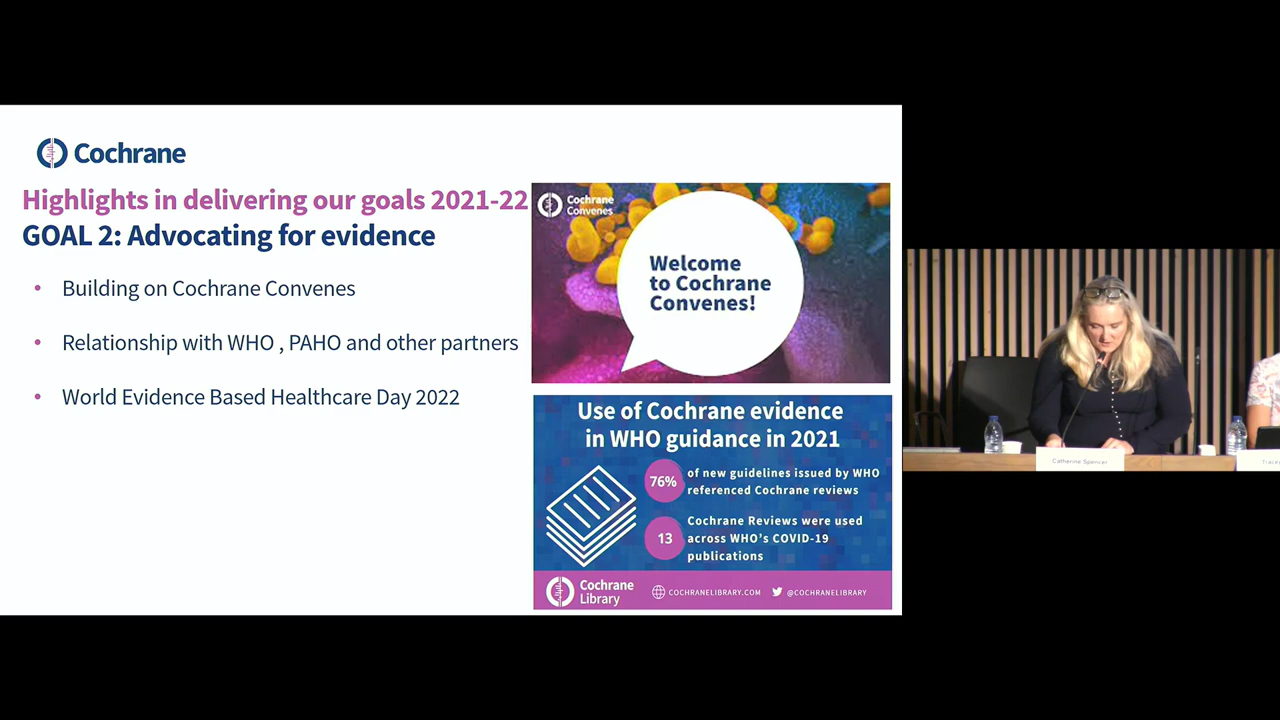 Cochrane
Highlights in delivering our goals 2021-22
GOAL 2: Advocating for evidence
• Building on Cochrane Convenes
• Relationship with WHO , PAHO and other partners
• World Evidence Based Healthcare Day 2022
Cochrane
Convenes
Welcome
to Cochrane
Convenes!
Use of Cochrane evidence
in WHO guidance in 2021
76%
of new guidelines issued by WHO
referenced Cochrane reviews
13
Cochrane Reviews were used
across WHO's COVID-19
publications
Cochrane
Library
COCHRANELIBRARY.COM
@COCHRANELIBRARY
Catherine Spencer
Tracey